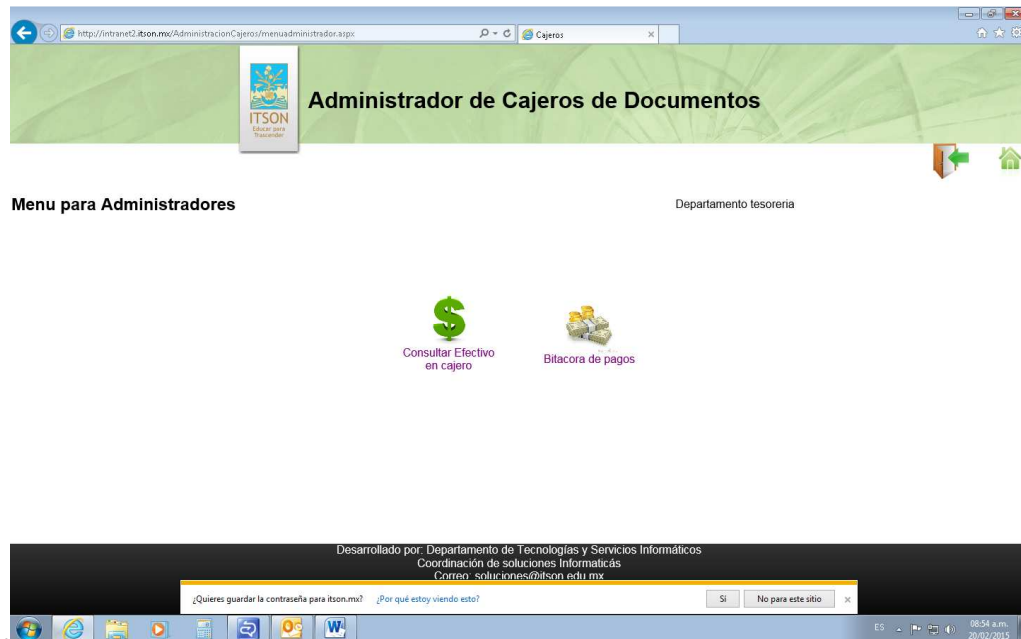 http://intranet2.itson.mx/AdministracionCajeros/menuadministrador.aspx
Cajeros
ITSON
Educar para
Trascender
Administrador de Cajeros de Documentos
Menu para Administradores
Departamento tesoreria
Consultar Efectivo
en cajero
Bitacora de pagos
Desarrollado por: Departamento de Tecnologías y Servicios Informáticos
Coordinación de soluciones Informaticás
Correo: soluciones@itson.edu.mx
¿Quieres guardar la contraseña para itson.mx? ¿Por qué estoy viendo esto? Sí No para este sitio
ES
08:54 a.m.
20/02/2015